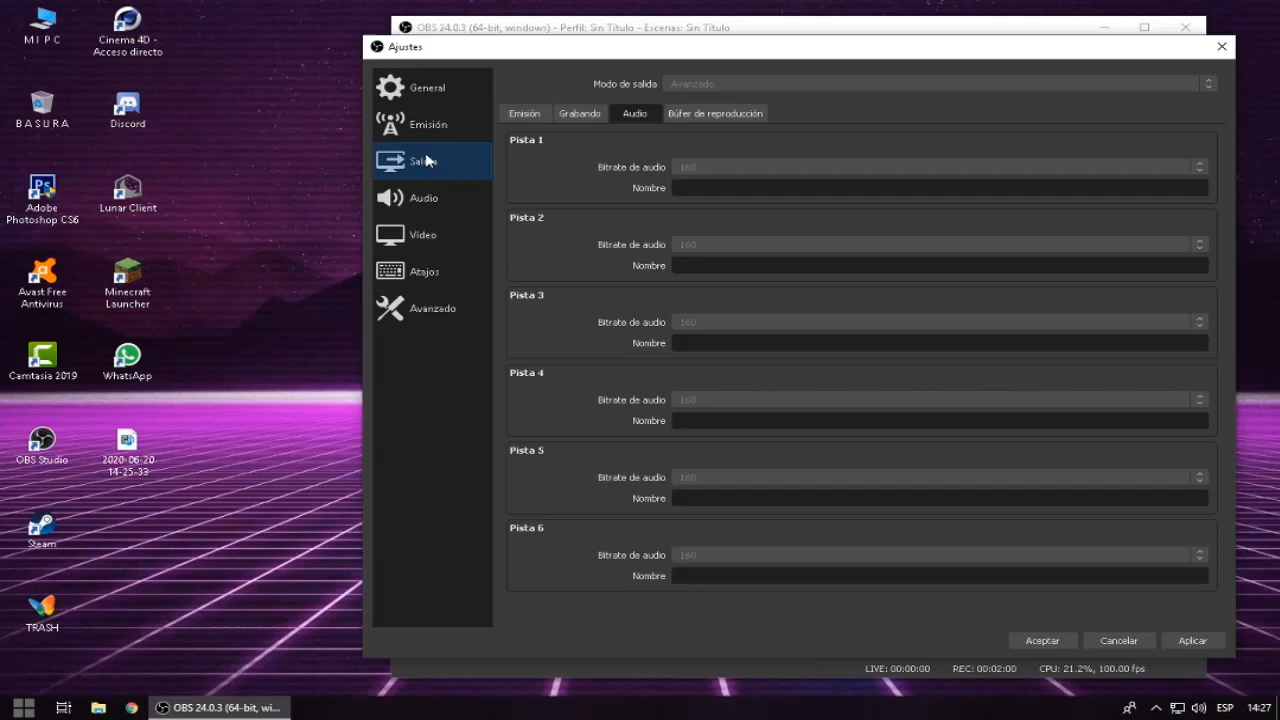 M I P C
Cinema 4D -
Acceso directo
B A S U R A
Discord
Adobe
Photoshop CS6
Lunar Client
Avast Free
Antivirus
Minecraft
Launcher
Camtasia 2019
WhatsApp
OBS Studio
2020-06-20
14-25-33
Steam
TRASH
OBS 24.0.3 (64-bit, windows) - Perfil: Sin Título - Escenas: Sin Título
Ajustes
General
Emisión
Salida
Audio
Vídeo
Atajos
Avanzado
Modo de salida Avanzado
Emisión Grabando Audio Búfer de reproducción
Pista 1
Bitrate de audio 160
Nombre
Pista 2
Bitrate de audio 160
Nombre
Pista 3
Bitrate de audio 160
Nombre
Pista 4
Bitrate de audio 160
Nombre
Pista 5
Bitrate de audio 160
Nombre
Pista 6
Bitrate de audio 160
Nombre
Aceptar Cancelar Aplicar
LIVE: 00:00:00 REC: 00:02:00 CPU: 21.2%, 100.00 fps
OBS 24.0.3 (64-bit, wi...
ESP 14:27